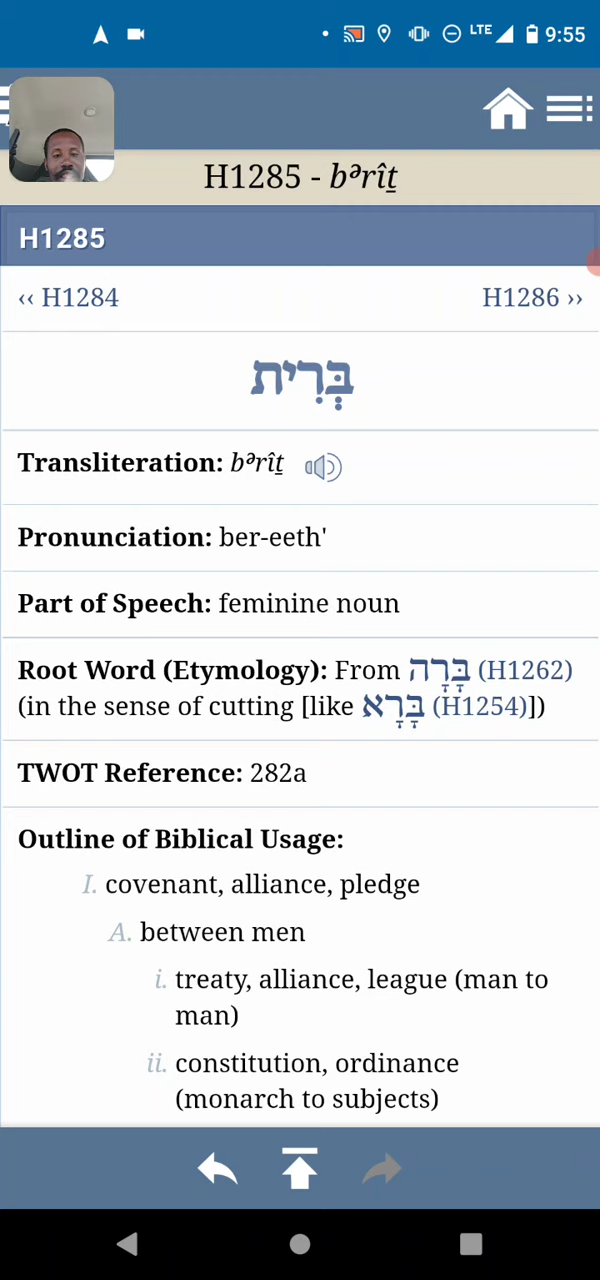 LTE 9:55
H1285 - bᵊrîṯ
H1285
‹‹ H1284 H1286 ››
בְּרִית
Transliteration: bᵊrîṯ
Pronunciation: ber-eeth'
Part of Speech: feminine noun
Root Word (Etymology): From בָּרָה (H1262)
(in the sense of cutting [like בָּרָא (H1254)])
TWOT Reference: 282a
Outline of Biblical Usage:
I. covenant, alliance, pledge
A. between men
i. treaty, alliance, league (man to
man)
ii. constitution, ordinance
(monarch to subjects)